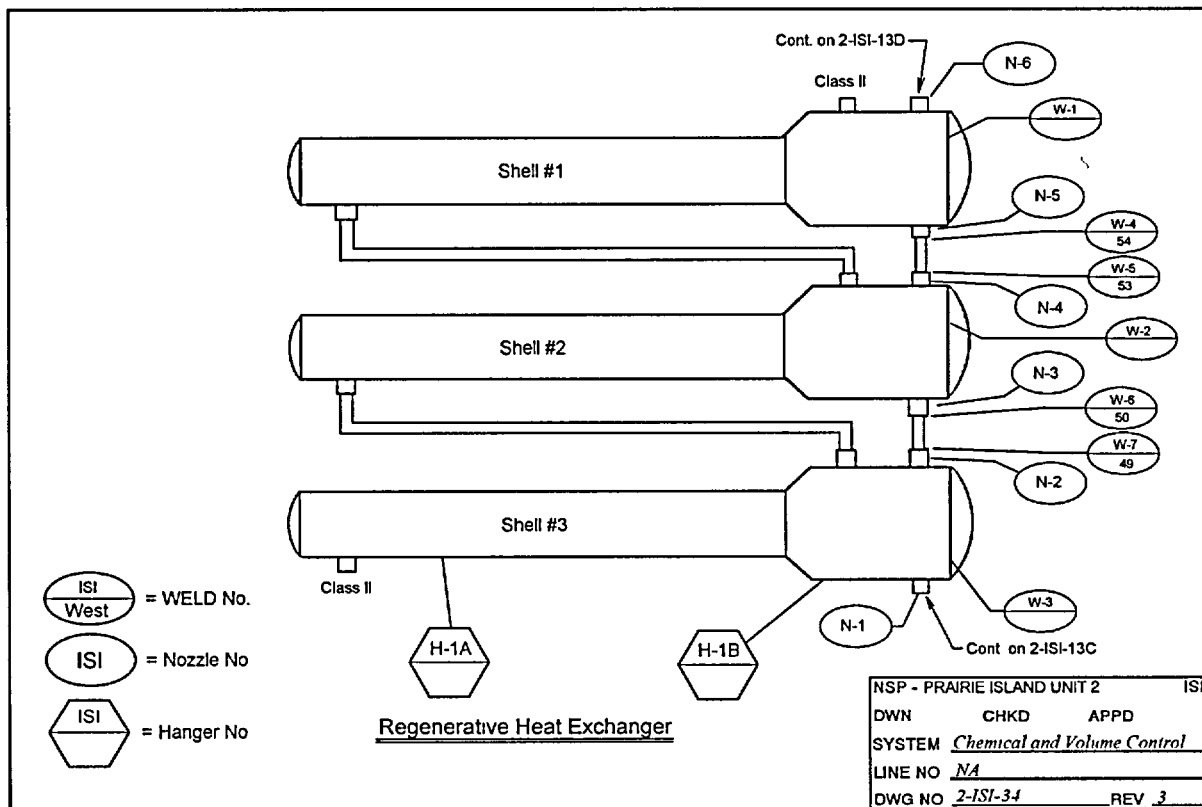 Cont. on 2-ISI-13D
N-6
Class II
W-1
Shell #1
N-5
W-4
54
W-5
53
N-4
Shell #2
W-2
N-3
W-6
50
W-7
49
N-2
Shell #3
Class II
ISI
West
= WELD No.
W-3
N-1
Cont on 2-ISI-13C
ISI
= Nozzle No
H-1A
H-1B
ISI
= Hanger No
Regenerative Heat Exchanger
NSP - PRAIRIE ISLAND UNIT 2 ISI
DWN CHKD APPD
SYSTEM Chemical and Volume Control
LINE NO NA
DWG NO 2-ISI-34 REV 3